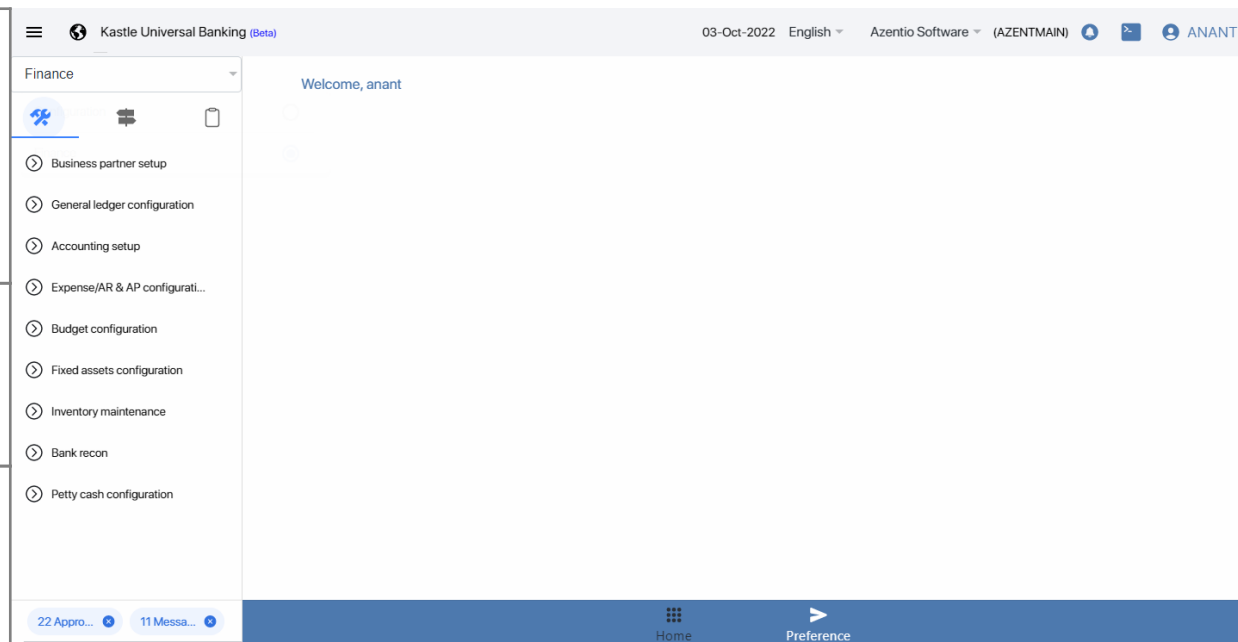 Kastle Universal Banking (Beta)
03-Oct-2022 English Azentio Software (AZENTMAIN) ANANT
Finance
Welcome, anant
Business partner setup
General ledger configuration
Accounting setup
Expense/AR & AP configurati...
Budget configuration
Fixed assets configuration
Inventory maintenance
Bank recon
Petty cash configuration
22 Appro... 11 Messa...
Home Preference